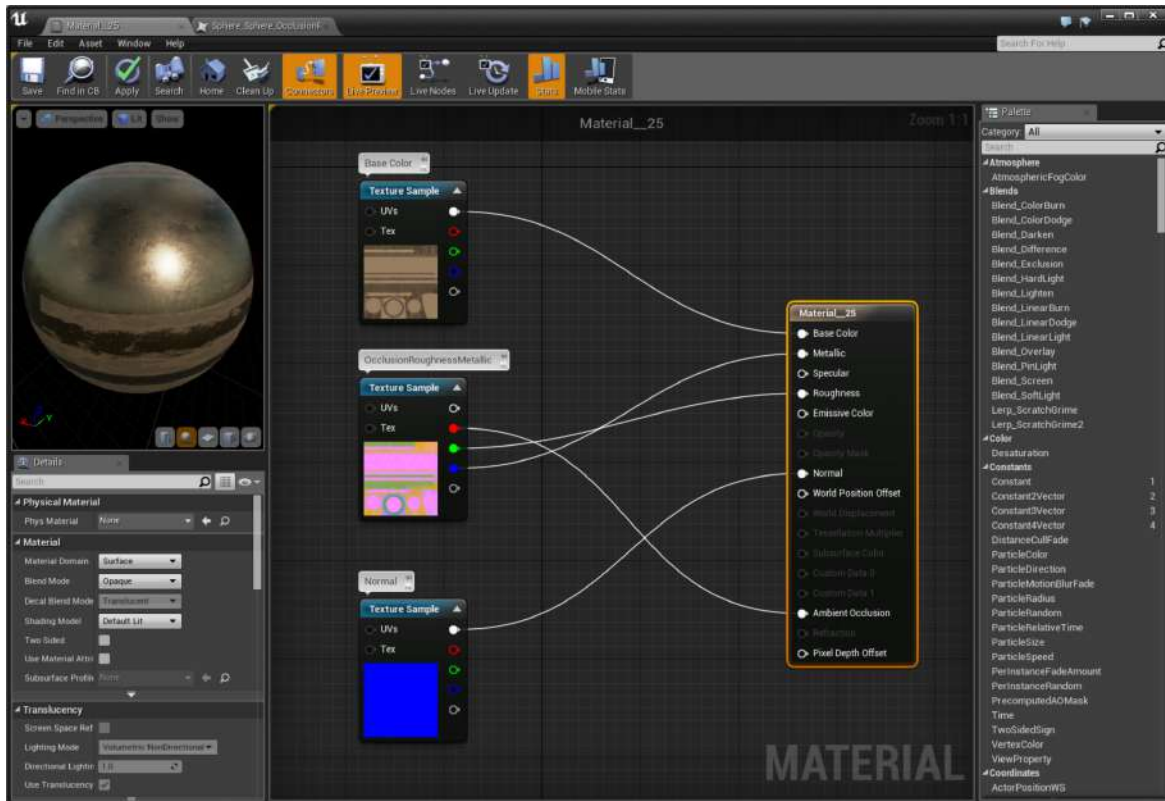 Material__25
Sphere_Sphere_OcclusionR
File Edit Asset Window Help
Search For Help
Save Find in CB Apply Search Home Clean Up Connectors Live Preview Live Nodes Live Update Stats Mobile Stats
Perspective Lit Show
Material__25
Zoom 1:1
Base Color
Texture Sample
UVs
Tex
OcclusionRoughnessMetallic
Texture Sample
UVs
Tex
Normal
Texture Sample
UVs
Tex
Material__25
Base Color
Metallic
Specular
Roughness
Emissive Color
Opacity
Opacity Mask
Normal
World Position Offset
World Displacement
Tessellation Multiplier
Subsurface Color
Custom Data 0
Custom Data 1
Ambient Occlusion
Refraction
Pixel Depth Offset
MATERIAL
Details
Search
Physical Material
Phys Material None
Material
Material Domain Surface
Blend Mode Opaque
Decal Blend Mode Translucent
Shading Model Default Lit
Two Sided
Use Material Attri
Subsurface Profile None
Translucency
Screen Space Ref
Lighting Mode Volumetric NonDirectional
Directional Lightin 1.0
Use Translucency
Palette
Category: All
Search
Atmosphere
AtmosphericFogColor
Blends
Blend_ColorBurn
Blend_ColorDodge
Blend_Darken
Blend_Difference
Blend_Exclusion
Blend_HardLight
Blend_Lighten
Blend_LinearBurn
Blend_LinearDodge
Blend_LinearLight
Blend_Overlay
Blend_PinLight
Blend_Screen
Blend_SoftLight
Lerp_ScratchGrime
Lerp_ScratchGrime2
Color
Desaturation
Constants
Constant 1
Constant2Vector 2
Constant3Vector 3
Constant4Vector 4
DistanceCullFade
ParticleColor
ParticleDirection
ParticleMotionBlurFade
ParticleRadius
ParticleRandom
ParticleRelativeTime
ParticleSize
ParticleSpeed
PerInstanceFadeAmount
PerInstanceRandom
PrecomputedAOMask
Time
TwoSidedSign
VertexColor
ViewProperty
Coordinates
ActorPositionWS